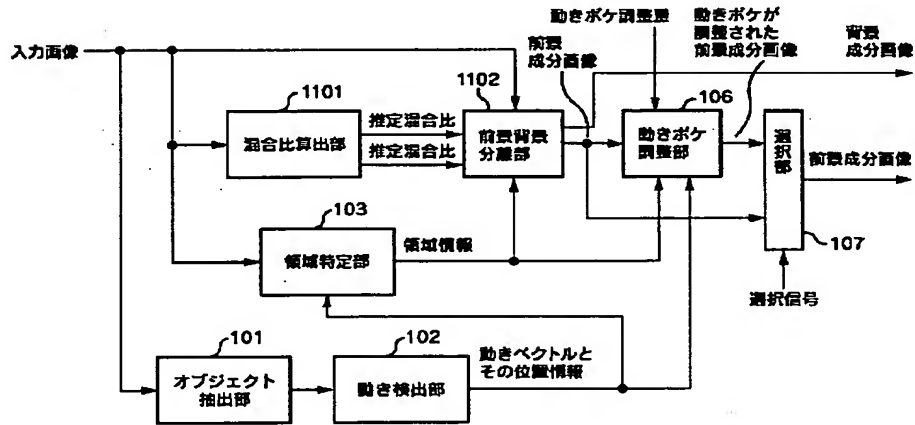 入力画像
動きボケ調整量
動きボケが
調整された
前景成分画像
背景
成分画像
前景
成分画像
1101
混合比算出部
推定混合比
推定混合比
1102
前景背景
分離部
106
動きボケ
調整部
選択部
前景成分画像
107
選択信号
103
領域特定部
領域情報
101
オブジェクト
抽出部
102
動き検出部
動きベクトルと
その位置情報